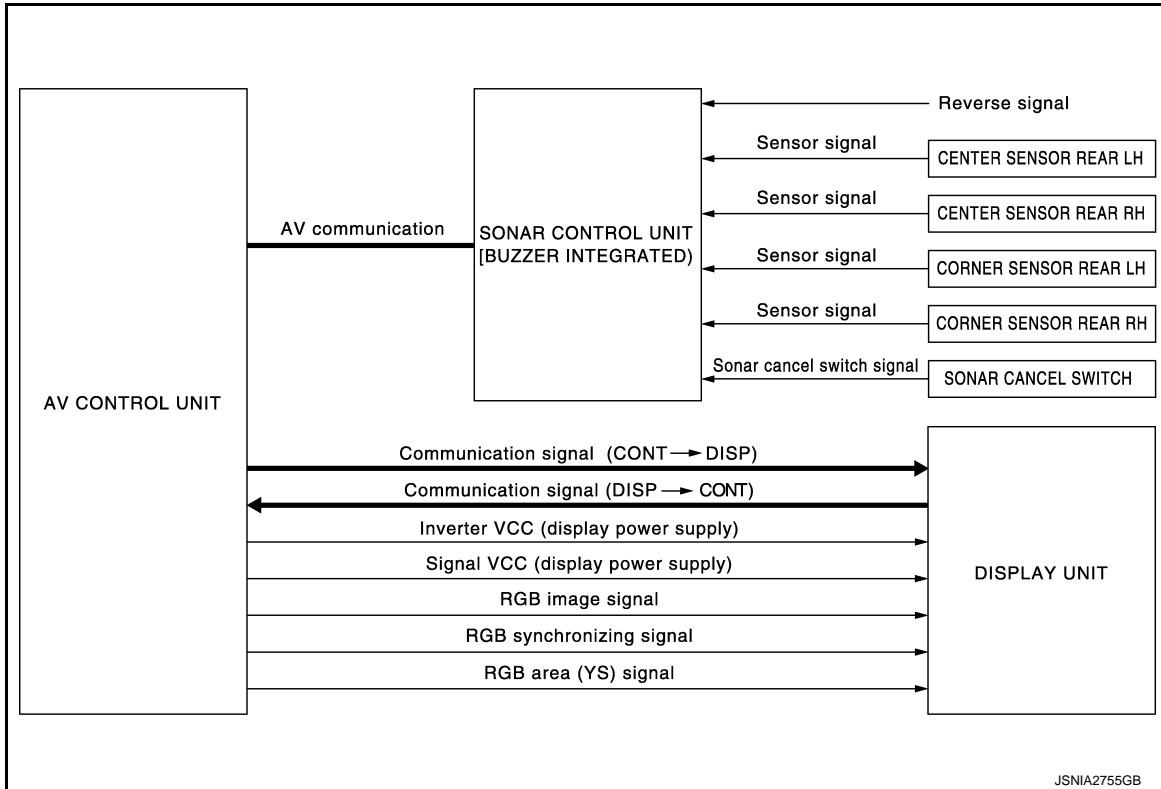 Reverse signal
Sensor signal
CENTER SENSOR REAR LH
Sensor signal
CENTER SENSOR REAR RH
AV communication
SONAR CONTROL UNIT
[BUZZER INTEGRATED)
Sensor signal
CORNER SENSOR REAR LH
Sensor signal
CORNER SENSOR REAR RH
Sonar cancel switch signal
SONAR CANCEL SWITCH
AV CONTROL UNIT
Communication signal (CONT → DISP)
Communication signal (DISP → CONT)
Inverter VCC (display power supply)
Signal VCC (display power supply)
DISPLAY UNIT
RGB image signal
RGB synchronizing signal
RGB area (YS) signal
JSNIA2755GB